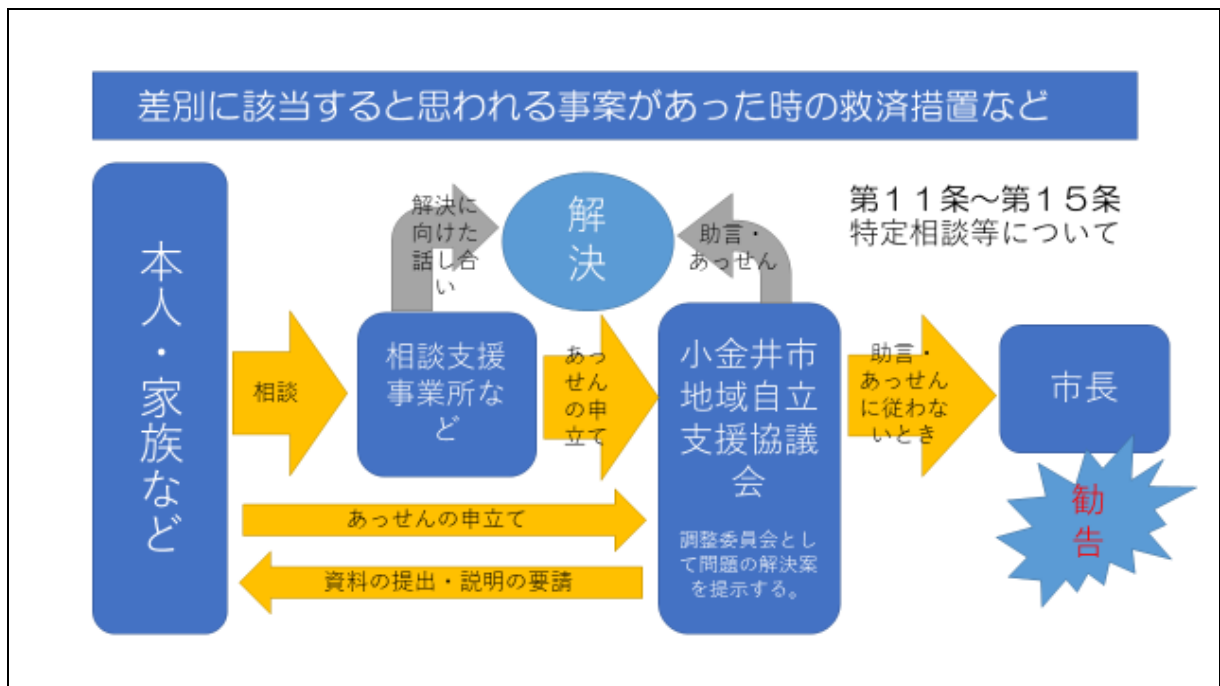 差別に該当すると思われる事案があった時の救済措置など
第１１条～第１５条
特定相談等について
本人・家族など
相談
解決に
向けた
話し合
い
解決
助言・
あっせん
相談支援
事業所な
ど
あっ
せん
の申
立て
小金井市
地域自立
支援協議
会
調整委員会とし
て問題の解決案
を提示する。
助言・
あっせん
に従わな
いとき
市長
勧告
あっせんの申立て
資料の提出・説明の要請